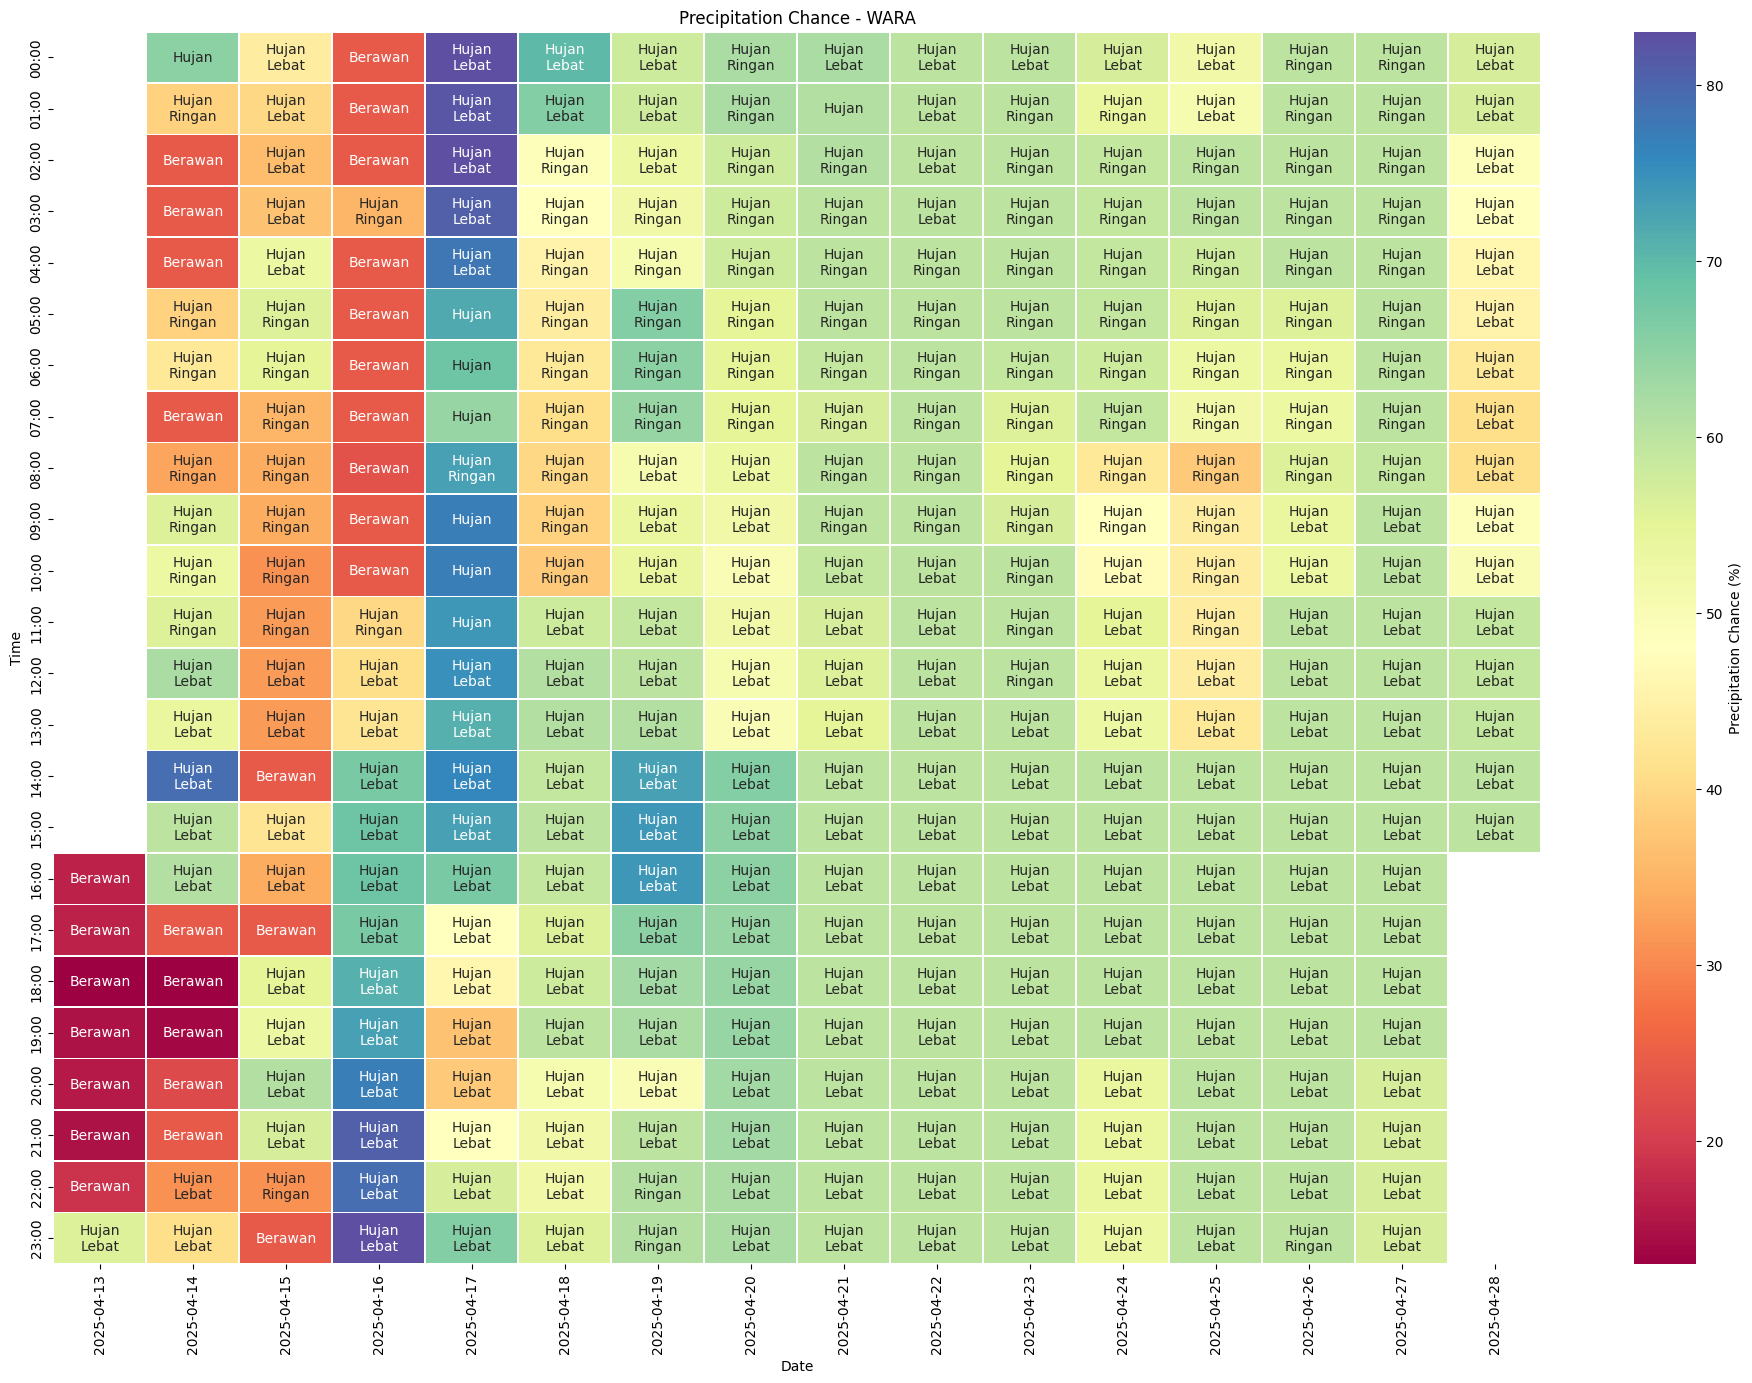 Precipitation Chance - WARA
00:00 Hujan Hujan Lebat Berawan Hujan Lebat Hujan Lebat Hujan Lebat Hujan Ringan Hujan Lebat Hujan Lebat Hujan Lebat Hujan Lebat Hujan Lebat Hujan Ringan Hujan Ringan Hujan Lebat
01:00 Hujan Ringan Hujan Lebat Berawan Hujan Lebat Hujan Lebat Hujan Lebat Hujan Ringan Hujan Hujan Lebat Hujan Ringan Hujan Ringan Hujan Lebat Hujan Ringan Hujan Ringan Hujan Lebat
02:00 Berawan Hujan Lebat Berawan Hujan Lebat Hujan Ringan Hujan Lebat Hujan Ringan Hujan Ringan Hujan Lebat Hujan Ringan Hujan Ringan Hujan Ringan Hujan Ringan Hujan Ringan Hujan Lebat
03:00 Berawan Hujan Lebat Hujan Ringan Hujan Lebat Hujan Ringan Hujan Ringan Hujan Ringan Hujan Ringan Hujan Lebat Hujan Ringan Hujan Ringan Hujan Ringan Hujan Ringan Hujan Ringan Hujan Lebat
04:00 Berawan Hujan Lebat Berawan Hujan Lebat Hujan Ringan Hujan Ringan Hujan Ringan Hujan Ringan Hujan Ringan Hujan Ringan Hujan Ringan Hujan Ringan Hujan Ringan Hujan Ringan Hujan Lebat
05:00 Hujan Ringan Hujan Ringan Berawan Hujan Hujan Ringan Hujan Ringan Hujan Ringan Hujan Ringan Hujan Ringan Hujan Ringan Hujan Ringan Hujan Ringan Hujan Ringan Hujan Ringan Hujan Lebat
06:00 Hujan Ringan Hujan Ringan Berawan Hujan Hujan Ringan Hujan Ringan Hujan Ringan Hujan Ringan Hujan Ringan Hujan Ringan Hujan Ringan Hujan Ringan Hujan Ringan Hujan Ringan Hujan Lebat
07:00 Berawan Hujan Ringan Berawan Hujan Hujan Ringan Hujan Ringan Hujan Ringan Hujan Ringan Hujan Ringan Hujan Ringan Hujan Ringan Hujan Ringan Hujan Ringan Hujan Ringan Hujan Lebat
08:00 Hujan Ringan Hujan Ringan Berawan Hujan Ringan Hujan Ringan Hujan Lebat Hujan Lebat Hujan Ringan Hujan Ringan Hujan Ringan Hujan Ringan Hujan Ringan Hujan Ringan Hujan Ringan Hujan Lebat
09:00 Hujan Ringan Hujan Ringan Berawan Hujan Hujan Ringan Hujan Lebat Hujan Lebat Hujan Ringan Hujan Ringan Hujan Ringan Hujan Ringan Hujan Ringan Hujan Lebat Hujan Lebat Hujan Lebat
10:00 Hujan Ringan Hujan Ringan Berawan Hujan Hujan Ringan Hujan Lebat Hujan Lebat Hujan Lebat Hujan Lebat Hujan Ringan Hujan Lebat Hujan Ringan Hujan Lebat Hujan Lebat Hujan Lebat
11:00 Hujan Ringan Hujan Ringan Hujan Ringan Hujan Hujan Lebat Hujan Lebat Hujan Lebat Hujan Lebat Hujan Lebat Hujan Ringan Hujan Lebat Hujan Ringan Hujan Lebat Hujan Lebat Hujan Lebat
12:00 Hujan Lebat Hujan Lebat Hujan Lebat Hujan Lebat Hujan Lebat Hujan Lebat Hujan Lebat Hujan Lebat Hujan Lebat Hujan Ringan Hujan Lebat Hujan Lebat Hujan Lebat Hujan Lebat Hujan Lebat
13:00 Hujan Lebat Hujan Lebat Hujan Lebat Hujan Lebat Hujan Lebat Hujan Lebat Hujan Lebat Hujan Lebat Hujan Lebat Hujan Lebat Hujan Lebat Hujan Lebat Hujan Lebat Hujan Lebat Hujan Lebat
14:00 Hujan Lebat Berawan Hujan Lebat Hujan Lebat Hujan Lebat Hujan Lebat Hujan Lebat Hujan Lebat Hujan Lebat Hujan Lebat Hujan Lebat Hujan Lebat Hujan Lebat Hujan Lebat Hujan Lebat
15:00 Hujan Lebat Hujan Lebat Hujan Lebat Hujan Lebat Hujan Lebat Hujan Lebat Hujan Lebat Hujan Lebat Hujan Lebat Hujan Lebat Hujan Lebat Hujan Lebat Hujan Lebat Hujan Lebat Hujan Lebat
16:00 Berawan Hujan Lebat Hujan Lebat Hujan Lebat Hujan Lebat Hujan Lebat Hujan Lebat Hujan Lebat Hujan Lebat Hujan Lebat Hujan Lebat Hujan Lebat Hujan Lebat Hujan Lebat Hujan Lebat
17:00 Berawan Berawan Berawan Hujan Lebat Hujan Lebat Hujan Lebat Hujan Lebat Hujan Lebat Hujan Lebat Hujan Lebat Hujan Lebat Hujan Lebat Hujan Lebat Hujan Lebat Hujan Lebat
18:00 Berawan Berawan Hujan Lebat Hujan Lebat Hujan Lebat Hujan Lebat Hujan Lebat Hujan Lebat Hujan Lebat Hujan Lebat Hujan Lebat Hujan Lebat Hujan Lebat Hujan Lebat Hujan Lebat
19:00 Berawan Berawan Hujan Lebat Hujan Lebat Hujan Lebat Hujan Lebat Hujan Lebat Hujan Lebat Hujan Lebat Hujan Lebat Hujan Lebat Hujan Lebat Hujan Lebat Hujan Lebat Hujan Lebat
20:00 Berawan Berawan Hujan Lebat Hujan Lebat Hujan Lebat Hujan Lebat Hujan Lebat Hujan Lebat Hujan Lebat Hujan Lebat Hujan Lebat Hujan Lebat Hujan Lebat Hujan Lebat Hujan Lebat
21:00 Berawan Berawan Hujan Lebat Hujan Lebat Hujan Lebat Hujan Lebat Hujan Lebat Hujan Lebat Hujan Lebat Hujan Lebat Hujan Lebat Hujan Lebat Hujan Lebat Hujan Lebat Hujan Lebat
22:00 Berawan Hujan Lebat Hujan Ringan Hujan Lebat Hujan Lebat Hujan Lebat Hujan Ringan Hujan Lebat Hujan Lebat Hujan Lebat Hujan Lebat Hujan Lebat Hujan Lebat Hujan Lebat Hujan Lebat
23:00 Hujan Lebat Hujan Lebat Berawan Hujan Lebat Hujan Lebat Hujan Lebat Hujan Ringan Hujan Lebat Hujan Lebat Hujan Lebat Hujan Lebat Hujan Lebat Hujan Lebat Hujan Ringan Hujan Lebat
Time
2025-04-13 2025-04-14 2025-04-15 2025-04-16 2025-04-17 2025-04-18 2025-04-19 2025-04-20 2025-04-21 2025-04-22 2025-04-23 2025-04-24 2025-04-25 2025-04-26 2025-04-27 2025-04-28
Date
80
70
60
50
40
30
20
Precipitation Chance (%)